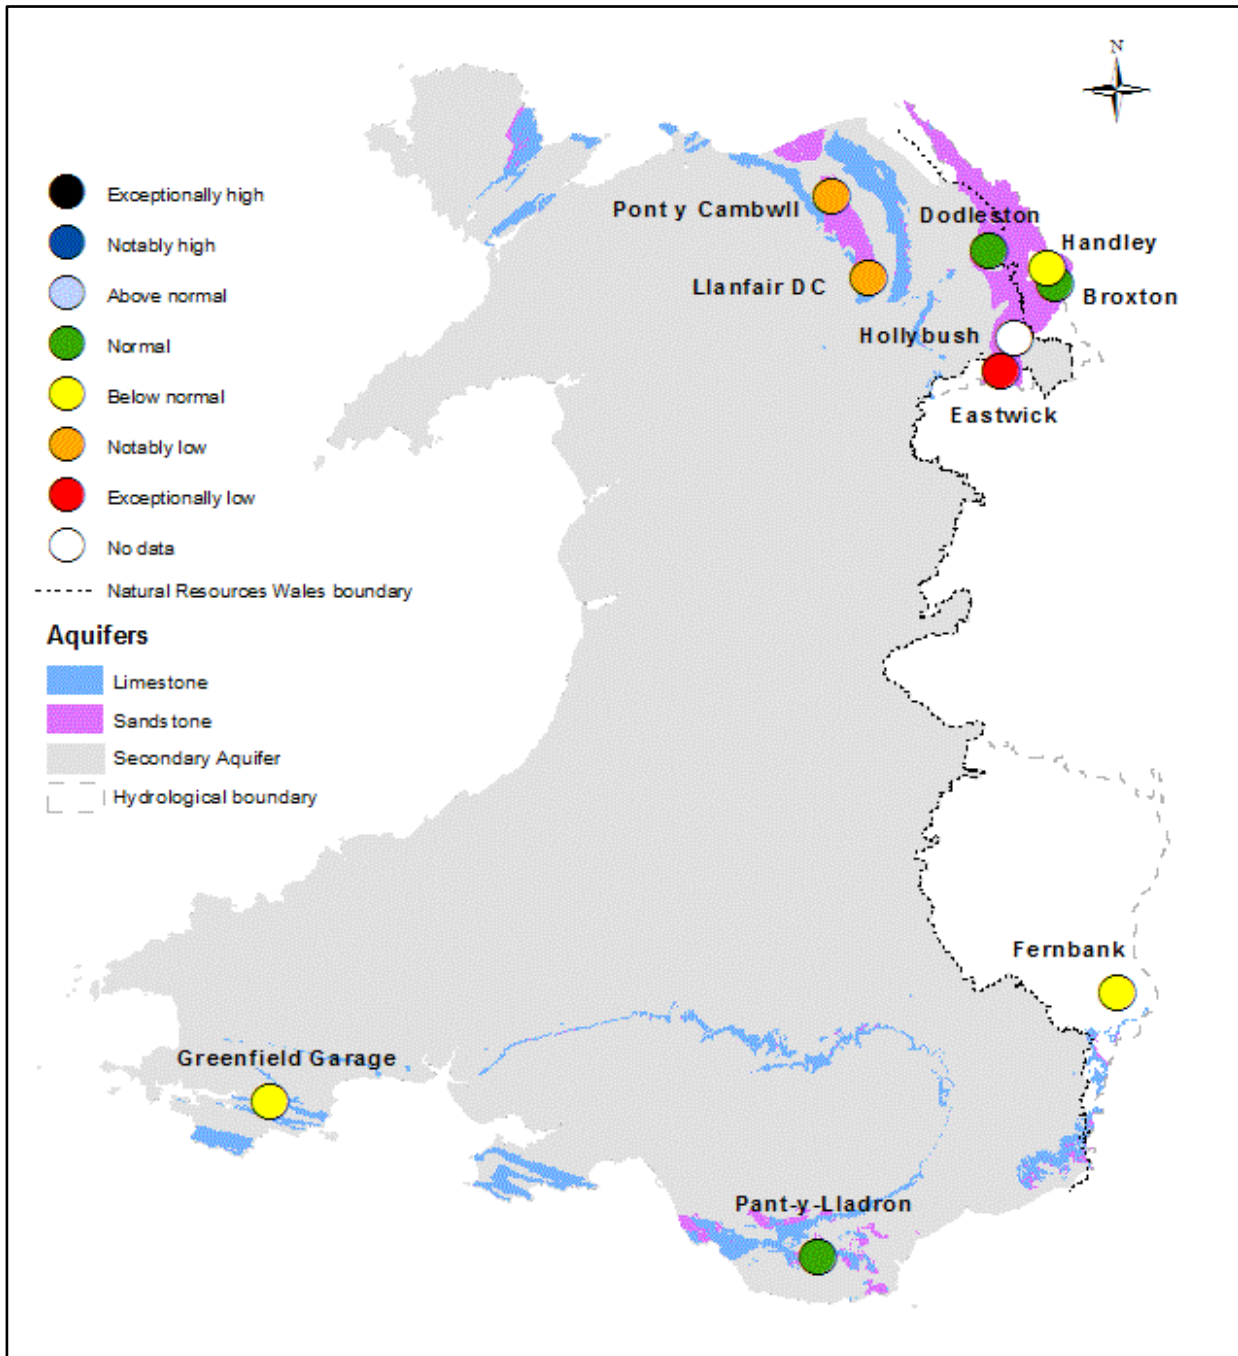 N
Exceptionally high
Notably high
Above normal
Normal
Below normal
Notably low
Exceptionally low
No data
Natural Resources Wales boundary
Aquifers
Limestone
Sandstone
Secondary Aquifer
Hydrological boundary
Pont y Cambwll
Dodleston
Handley
Llanfair DC
Broxton
Hollybush
Eastwick
Fernbank
Greenfield Garage
Pant-y-Lladron